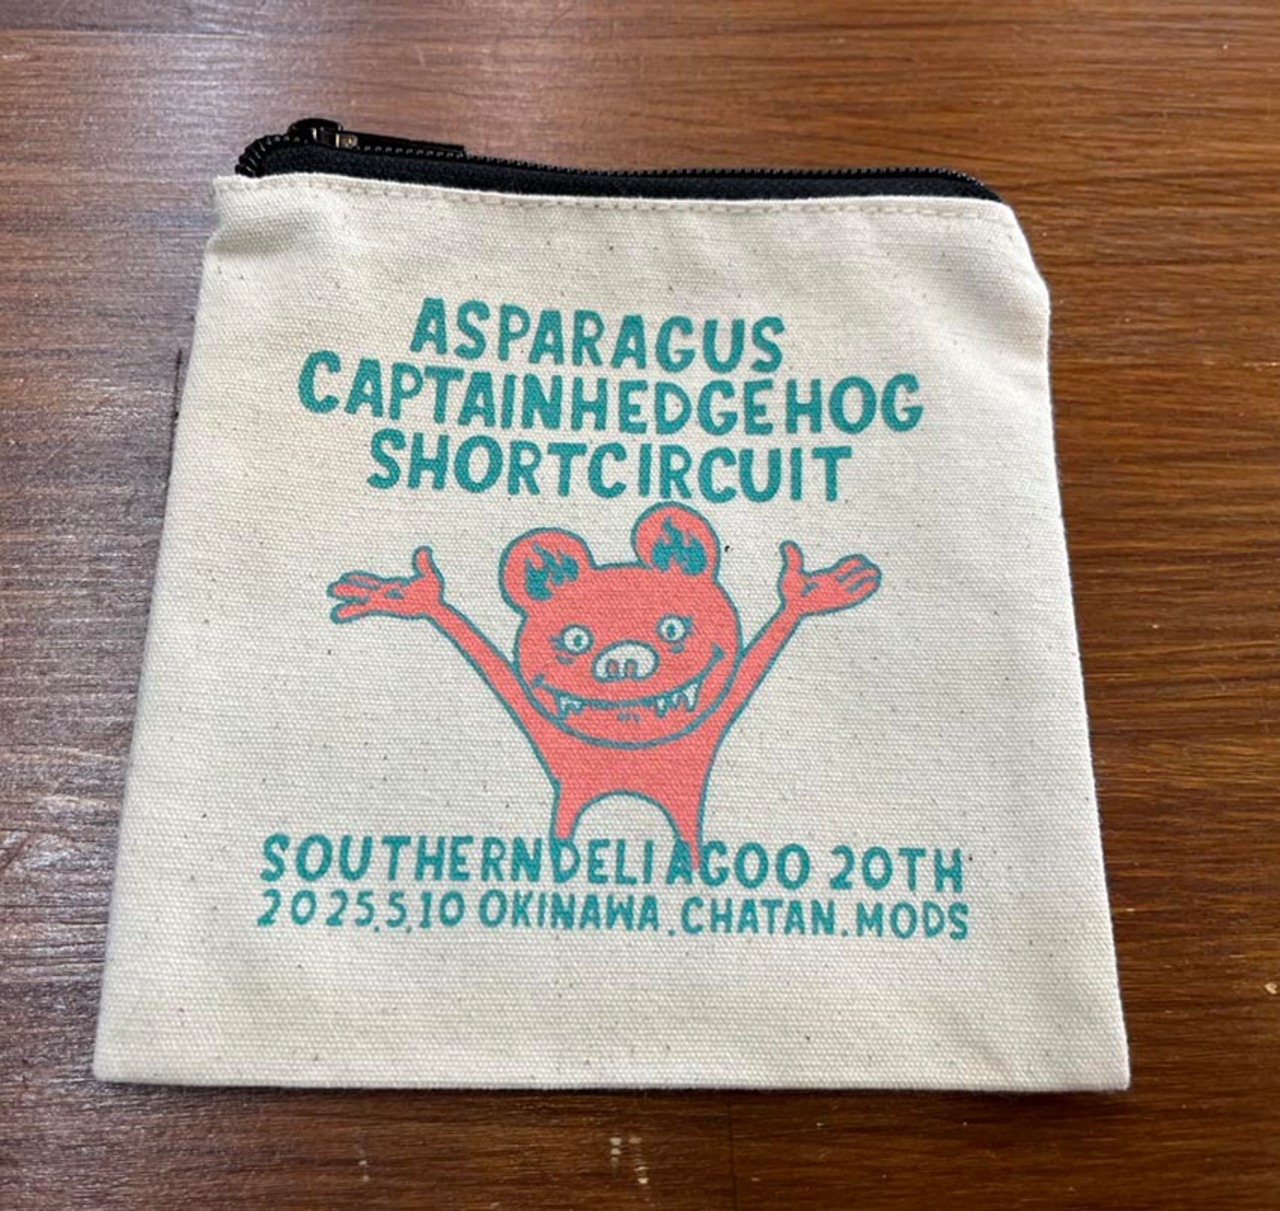 ASPARAGUS
CAPTAINHEDGEHOG
SHORTCIRCUIT
SOUTHERNDELIAGOO 20TH
2025.5.10 OKINAWA.CHATAN.MODS